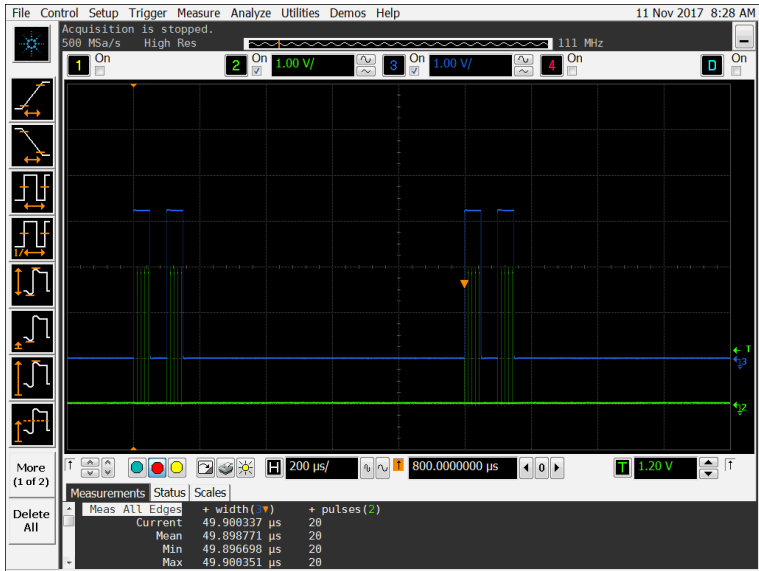 File Control Setup Trigger Measure Analyze Utilities Demos Help 11 Nov 2017 8:28 AM
Acquisition is stopped.
500 MSa/s High Res 111 MHz
1 On 2 On 1.00 V/ 3 On 1.00 V/ 4 On D On
1/
T
3
2
More
(1 of 2)
Delete
All
H 200 µs/ 800.0000000 µs 0 T 1.20 V
Measurements Status Scales
Meas All Edges + width(3▼) + pulses(2)
Current 49.900337 µs 20
Mean 49.898771 µs 20
Min 49.896698 µs 20
Max 49.900351 µs 20